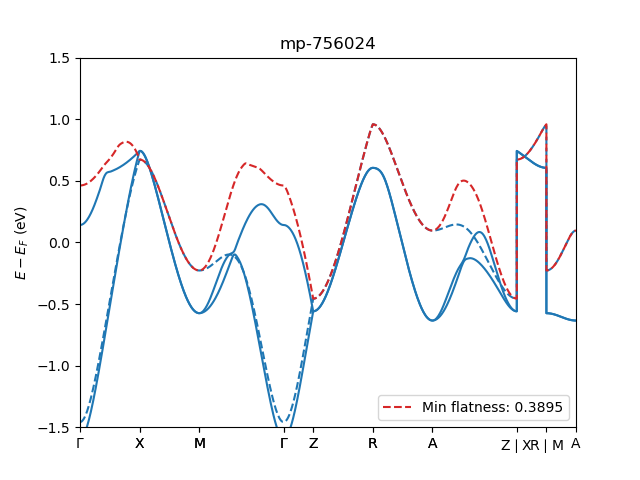 mp-756024
1.5
1.0
0.5
0.0
−0.5
−1.0
−1.5
E − E_F (eV)
Min flatness: 0.3895
Γ X M Γ Z R A Z | XR | M A